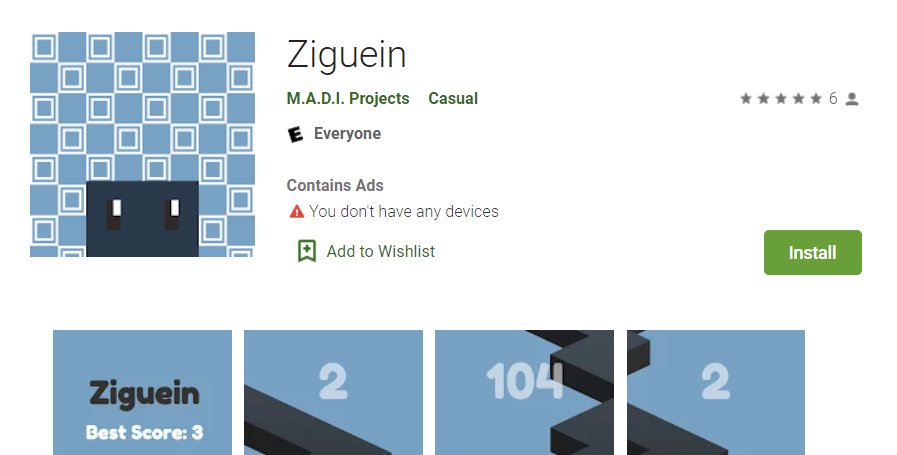 Ziguein
M.A.D.I. Projects Casual 6
E Everyone
Contains Ads
You don't have any devices
Add to Wishlist
Install
Ziguein
Best Score: 3
2
104
2